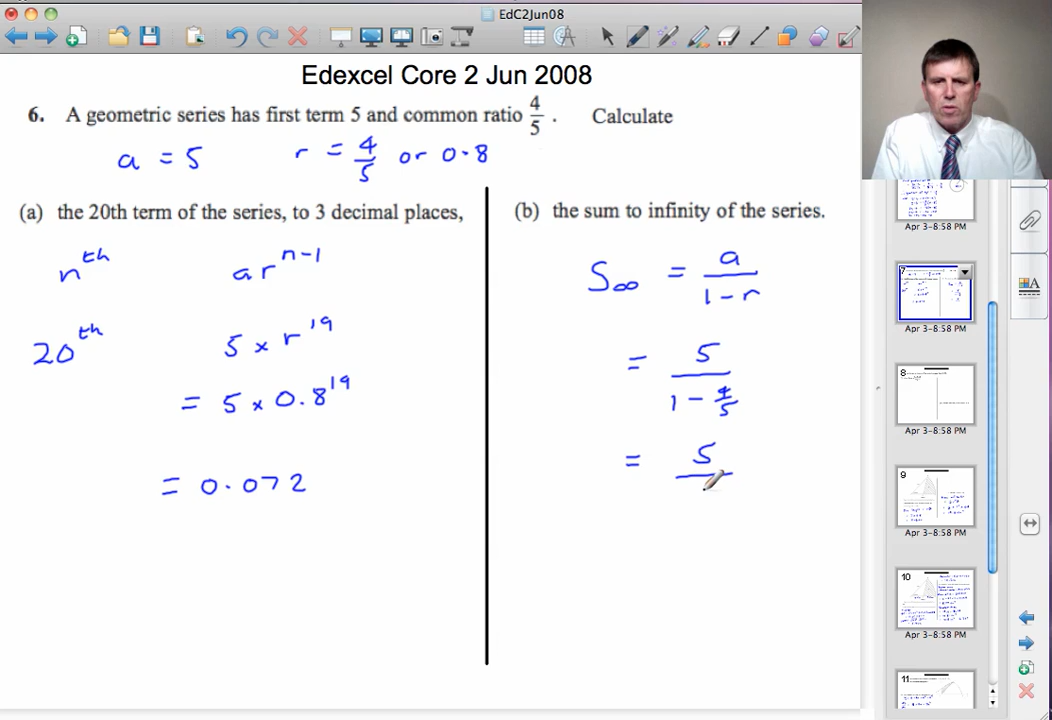 EdC2Jun08
Edexcel Core 2 Jun 2008
6. A geometric series has first term 5 and common ratio 4/5 . Calculate
a = 5 r = 4/5 or 0.8
(a) the 20th term of the series, to 3 decimal places,
n^th ar^(n-1)
20^th 5 × r^19
= 5 × 0.8^19
= 0.072
(b) the sum to infinity of the series.
S∞ = a/(1-r)
= 5/(1 - 4/5)
= 5
Apr 3-8:58 PM
7
Apr 3-8:58 PM
8
Apr 3-8:58 PM
9
Apr 3-8:58 PM
10
Apr 3-8:58 PM
11